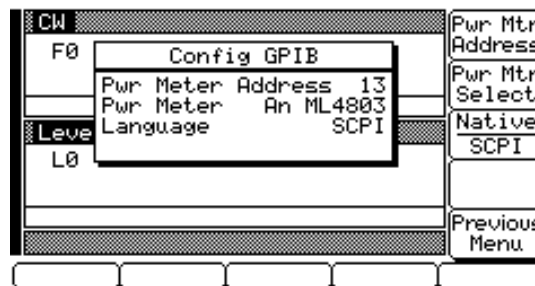 CW
F0
Config GPIB
Pwr Meter Address 13
Pwr Meter An ML4803
Language SCPI
Leve
L0
Pwr Mtr
Address
Pwr Mtr
Select
Native
SCPI
Previous
Menu